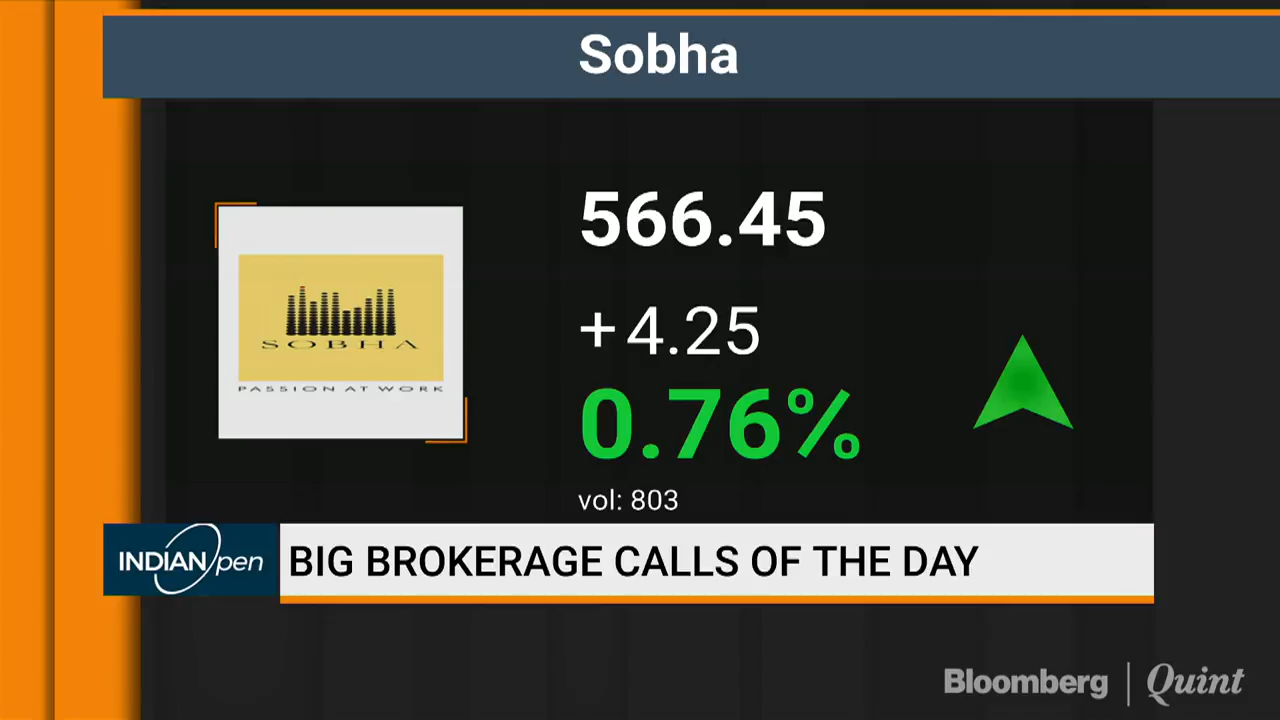 Sobha
566.45
+4.25
0.76%
vol: 803
SOBHA
PASSION AT WORK
INDIAN Open
BIG BROKERAGE CALLS OF THE DAY
Bloomberg | Quint